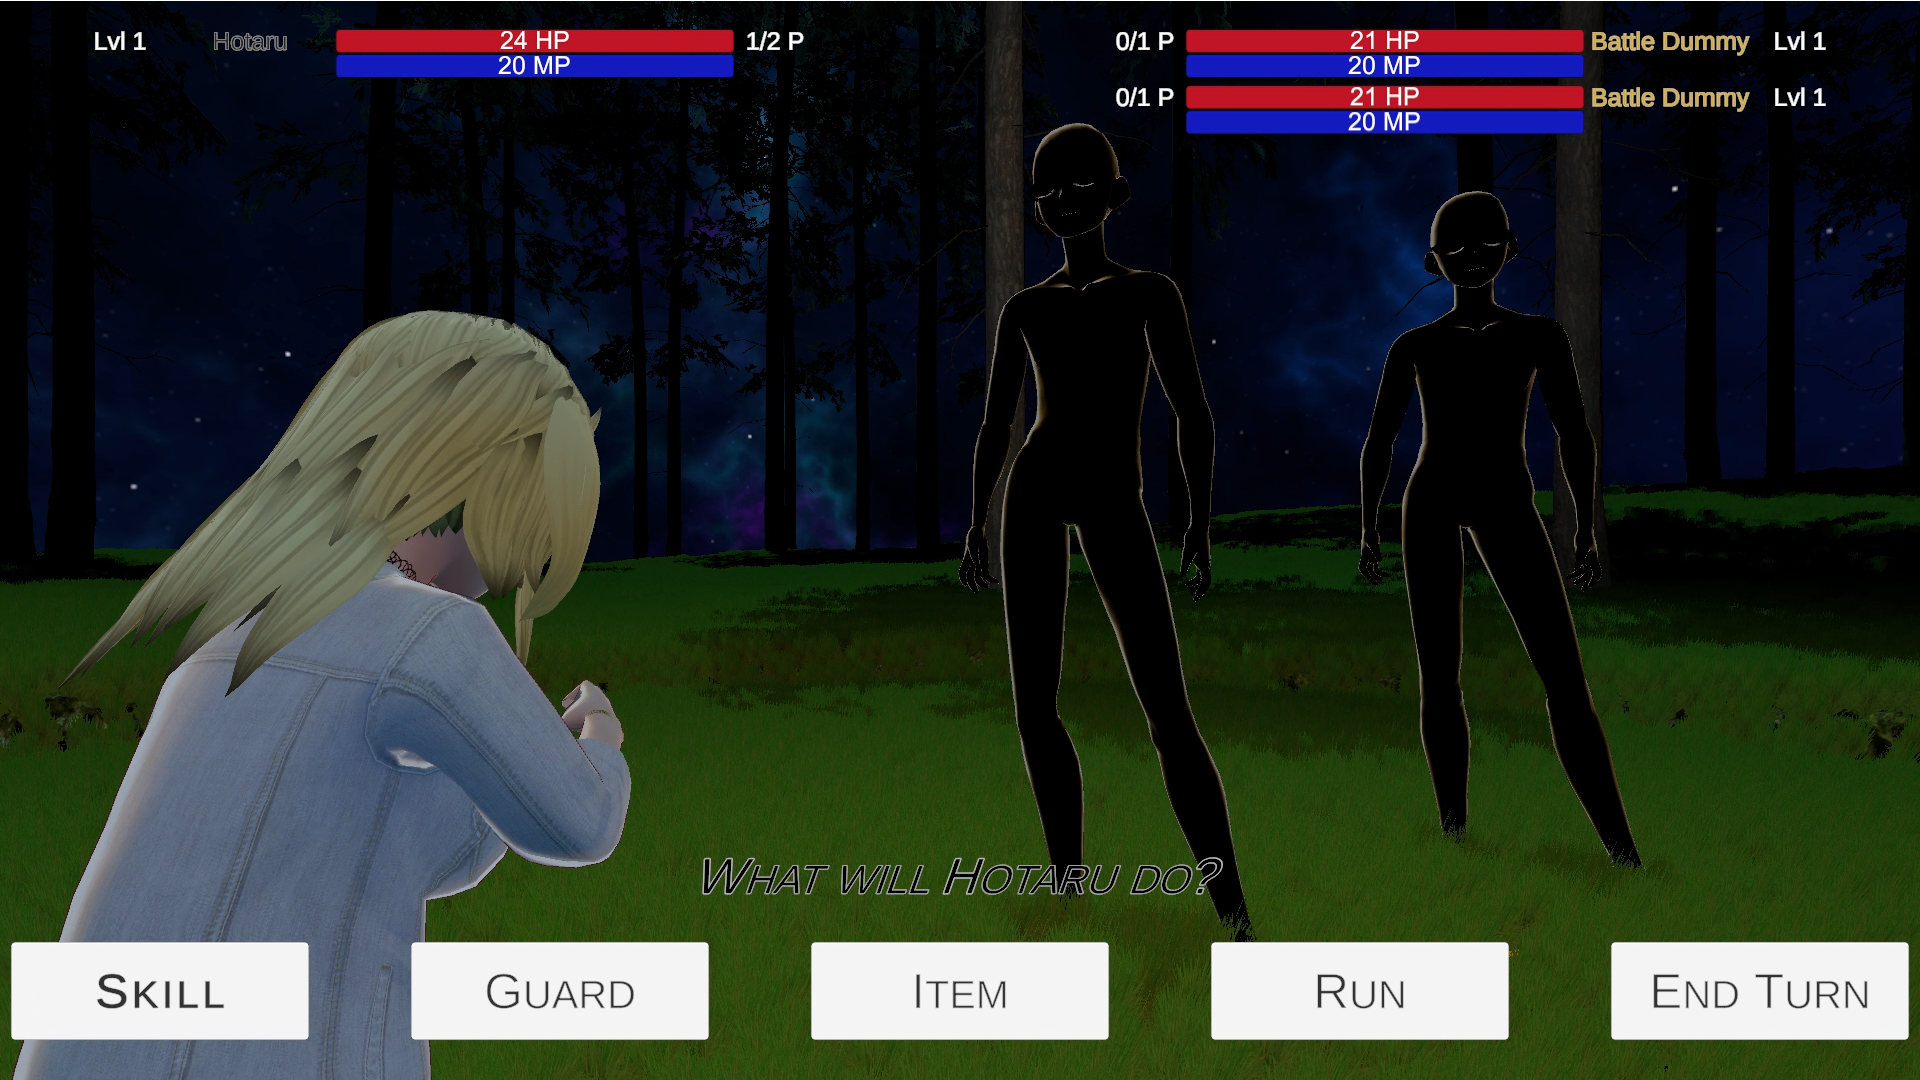 Lvl 1 Hotaru 24 HP 1/2 P
20 MP
0/1 P 21 HP Battle Dummy Lvl 1
20 MP
0/1 P 21 HP Battle Dummy Lvl 1
20 MP
What will Hotaru do?
Skill
Guard
Item
Run
End Turn